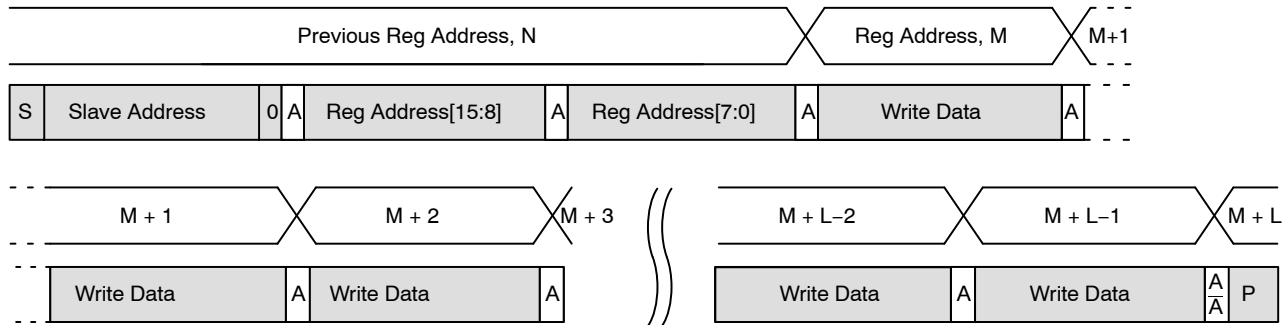 Previous Reg Address, N Reg Address, M M+1
S Slave Address 0 A Reg Address[15:8] A Reg Address[7:0] A Write Data A
M + 1 M + 2 M + 3 M + L−2 M + L−1 M + L
Write Data A Write Data A Write Data A Write Data A/A̅ P